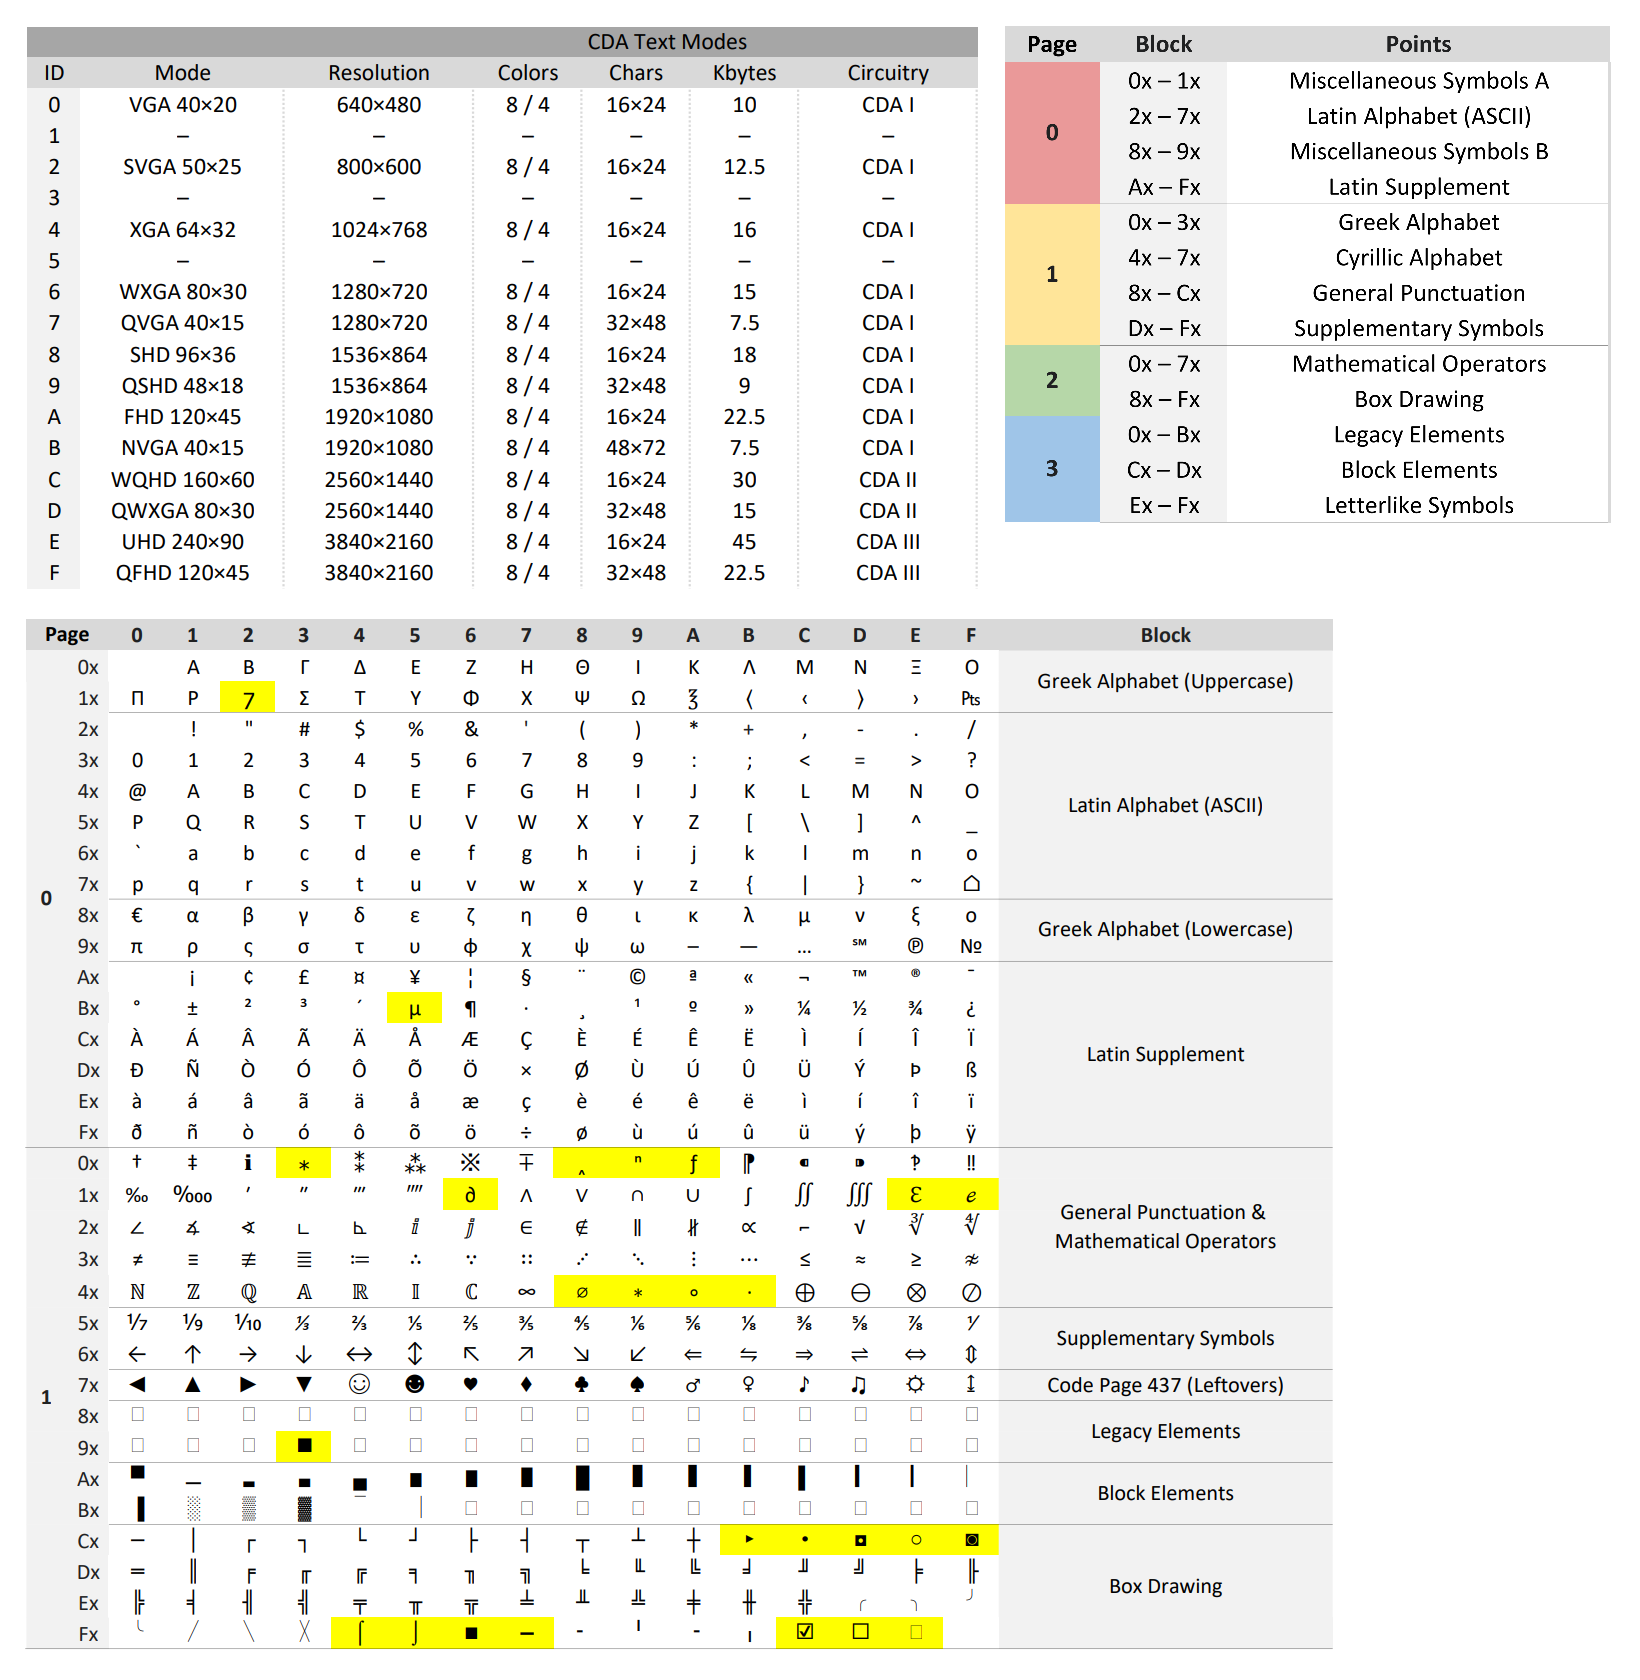 CDA Text Modes
ID Mode Resolution Colors Chars Kbytes Circuitry
0 VGA 40×20 640×480 8 / 4 16×24 10 CDA I
1 – – – – – –
2 SVGA 50×25 800×600 8 / 4 16×24 12.5 CDA I
3 – – – – – –
4 XGA 64×32 1024×768 8 / 4 16×24 16 CDA I
5 – – – – – –
6 WXGA 80×30 1280×720 8 / 4 16×24 15 CDA I
7 QVGA 40×15 1280×720 8 / 4 32×48 7.5 CDA I
8 SHD 96×36 1536×864 8 / 4 16×24 18 CDA I
9 QSHD 48×18 1536×864 8 / 4 32×48 9 CDA I
A FHD 120×45 1920×1080 8 / 4 16×24 22.5 CDA I
B NVGA 40×15 1920×1080 8 / 4 48×72 7.5 CDA I
C WQHD 160×60 2560×1440 8 / 4 16×24 30 CDA II
D QWXGA 80×30 2560×1440 8 / 4 32×48 15 CDA II
E UHD 240×90 3840×2160 8 / 4 16×24 45 CDA III
F QFHD 120×45 3840×2160 8 / 4 32×48 22.5 CDA III
Page Block Points
0
0x – 1x Miscellaneous Symbols A
2x – 7x Latin Alphabet (ASCII)
8x – 9x Miscellaneous Symbols B
Ax – Fx Latin Supplement
1
0x – 3x Greek Alphabet
4x – 7x Cyrillic Alphabet
8x – Cx General Punctuation
Dx – Fx Supplementary Symbols
2
0x – 7x Mathematical Operators
8x – Fx Box Drawing
3
0x – Bx Legacy Elements
Cx – Dx Block Elements
Ex – Fx Letterlike Symbols
Page 0 1 2 3 4 5 6 7 8 9 A B C D E F Block
0
0x Α Β Γ Δ Ε Ζ Η Θ Ι Κ Λ Μ Ν Ξ Ο
Greek Alphabet (Uppercase)
1x Π Ρ ⁊ Σ Τ Υ Φ Χ Ψ Ω ℥ ⟨ ‹ ⟩ › ₧
2x ! " # $ % & ' ( ) * + , - . /
3x 0 1 2 3 4 5 6 7 8 9 : ; < = > ?
4x @ A B C D E F G H I J K L M N O
Latin Alphabet (ASCII)
5x P Q R S T U V W X Y Z [ \ ] ^ _
6x ` a b c d e f g h i j k l m n o
7x p q r s t u v w x y z { | } ~ ⌂
8x € α β γ δ ε ζ η θ ι κ λ μ ν ξ ο
Greek Alphabet (Lowercase)
9x π ρ ς σ τ υ φ χ ψ ω – — … ℠ ℗ №
Ax ¡ ¢ £ ¤ ¥ ¦ § ¨ © ª « ¬ ™ ® ¯
Bx ° ± ² ³ ´ µ ¶ · ¸ ¹ º » ¼ ½ ¾ ¿
Cx À Á Â Ã Ä Å Æ Ç È É Ê Ë Ì Í Î Ï
Latin Supplement
Dx Ð Ñ Ò Ó Ô Õ Ö × Ø Ù Ú Û Ü Ý Þ ß
Ex à á â ã ä å æ ç è é ê ë ì í î ï
Fx ð ñ ò ó ô õ ö ÷ ø ù ú û ü ý þ ÿ
1
0x † ‡ ℹ ∗ ⁑ ⁂ ※ ∓ ‸ ⁿ ƒ ⁋ ⁌ ⁍ ‽ ‼
1x ‰ ‱ ′ ″ ‴ ⁗ ∂ ∧ ∨ ∩ ∪ ∫ ∬ ∭ ℇ ℯ
General Punctuation &
Mathematical Operators
2x ∠ ∡ ∢ ∟ ⊾ ⅈ ⅉ ∈ ∉ ∥ ∦ ∝ ⌐ √ ∛ ∜
3x ≠ ≡ ≢ ≣ ≔ ∴ ∵ ∷ ⋰ ⋱ ⋮ ⋯ ≤ ≈ ≥ ≉
4x ℕ ℤ ℚ 𝔸 ℝ 𝕀 ℂ ∞ ∅ ∗ ∘ ∙ ⊕ ⊖ ⊗ ⊘
5x ⅐ ⅑ ⅒ ⅓ ⅔ ⅕ ⅖ ⅗ ⅘ ⅙ ⅚ ⅛ ⅜ ⅝ ⅞ ⅟
Supplementary Symbols
6x ← ↑ → ↓ ↔ ↕ ↖ ↗ ↘ ↙ ⇐ ⇋ ⇒ ⇌ ⇔ ⇕
7x ◄ ▲ ► ▼ ☺ ☻ ♥ ♦ ♣ ♠ ♂ ♀ ♪ ♫ ☼ ↨
Code Page 437 (Leftovers)
8x
Legacy Elements
9x ■
Ax ▀ ▁ ▂ ▃ ▄ ▅ ▆ ▇ █ ▉ ▊ ▋ ▌ ▍ ▎ ▏
Block Elements
Bx ▐ ░ ▒ ▓ ▔ ▕
Cx ─ │ ┌ ┐ └ ┘ ├ ┤ ┬ ┴ ┼ ▸ • ◘ ○ ◙
Dx ═ ║ ╒ ╓ ╔ ╕ ╖ ╗ ╘ ╙ ╚ ╛ ╜ ╝ ╞ ╟
Box Drawing
Ex ╠ ╡ ╢ ╣ ╤ ╥ ╦ ╧ ╨ ╩ ╪ ╫ ╬ ╭ ╮ ╯
Fx ╰ ╱ ╲ ╳ ⌠ ⌡ ■ ╴ ╵ ╶ ╷ ☑ ☐